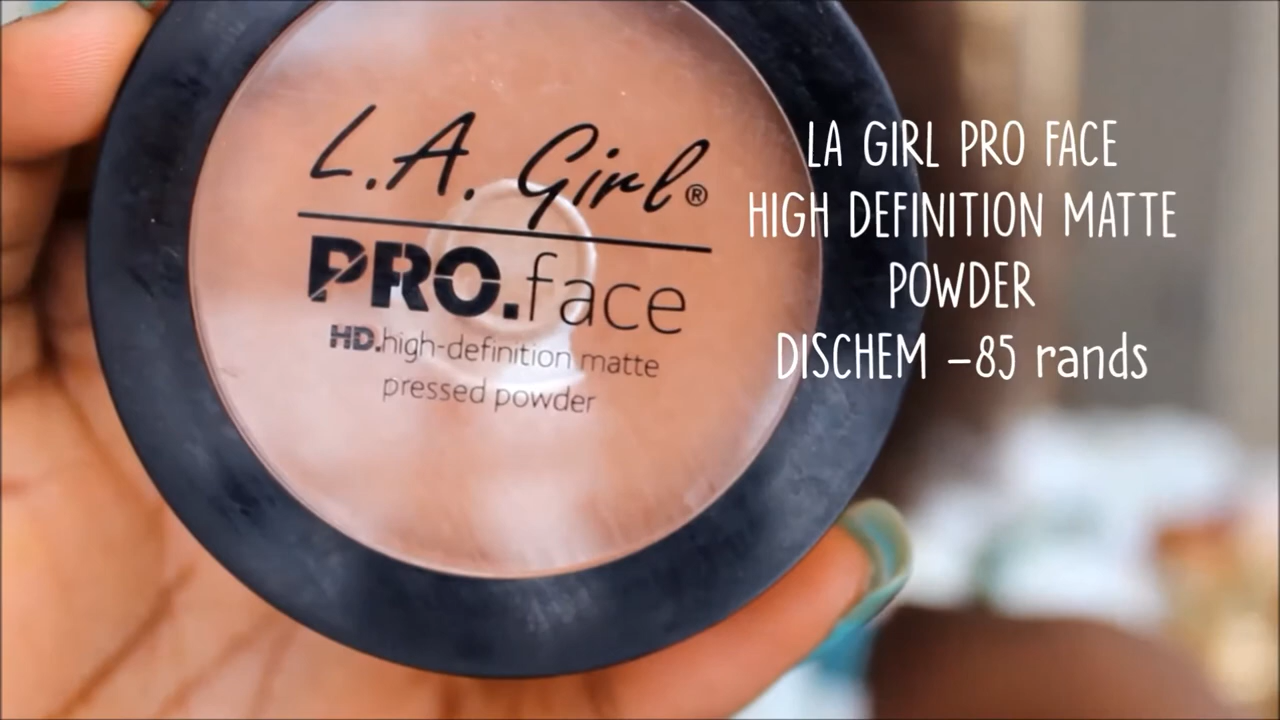 L.A. Girl®
PRO.face
HD.high-definition matte
pressed powder
LA GIRL PRO FACE
HIGH DEFINITION MATTE
POWDER
DISCHEM -85 rands